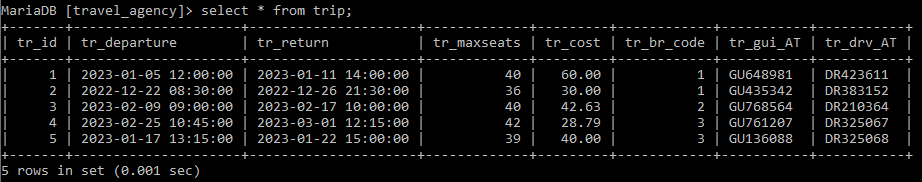 MariaDB [travel_agency]> select * from trip;
+-------+---------------------+---------------------+-------------+---------+------------+-----------+-----------+
| tr_id | tr_departure        | tr_return           | tr_maxseats | tr_cost | tr_br_code | tr_gui_AT | tr_drv_AT |
+-------+---------------------+---------------------+-------------+---------+------------+-----------+-----------+
|     1 | 2023-01-05 12:00:00 | 2023-01-11 14:00:00 |          40 |   60.00 |          1 | GU648981  | DR423611  |
|     2 | 2022-12-22 08:30:00 | 2022-12-26 21:30:00 |          36 |   30.00 |          1 | GU435342  | DR383152  |
|     3 | 2023-02-09 09:00:00 | 2023-02-17 10:00:00 |          40 |   42.63 |          2 | GU768564  | DR210364  |
|     4 | 2023-02-25 10:45:00 | 2023-03-01 12:15:00 |          42 |   28.79 |          3 | GU761207  | DR325067  |
|     5 | 2023-01-17 13:15:00 | 2023-01-22 15:00:00 |          39 |   40.00 |          3 | GU136088  | DR325067  |
+-------+---------------------+---------------------+-------------+---------+------------+-----------+-----------+
5 rows in set (0.001 sec)